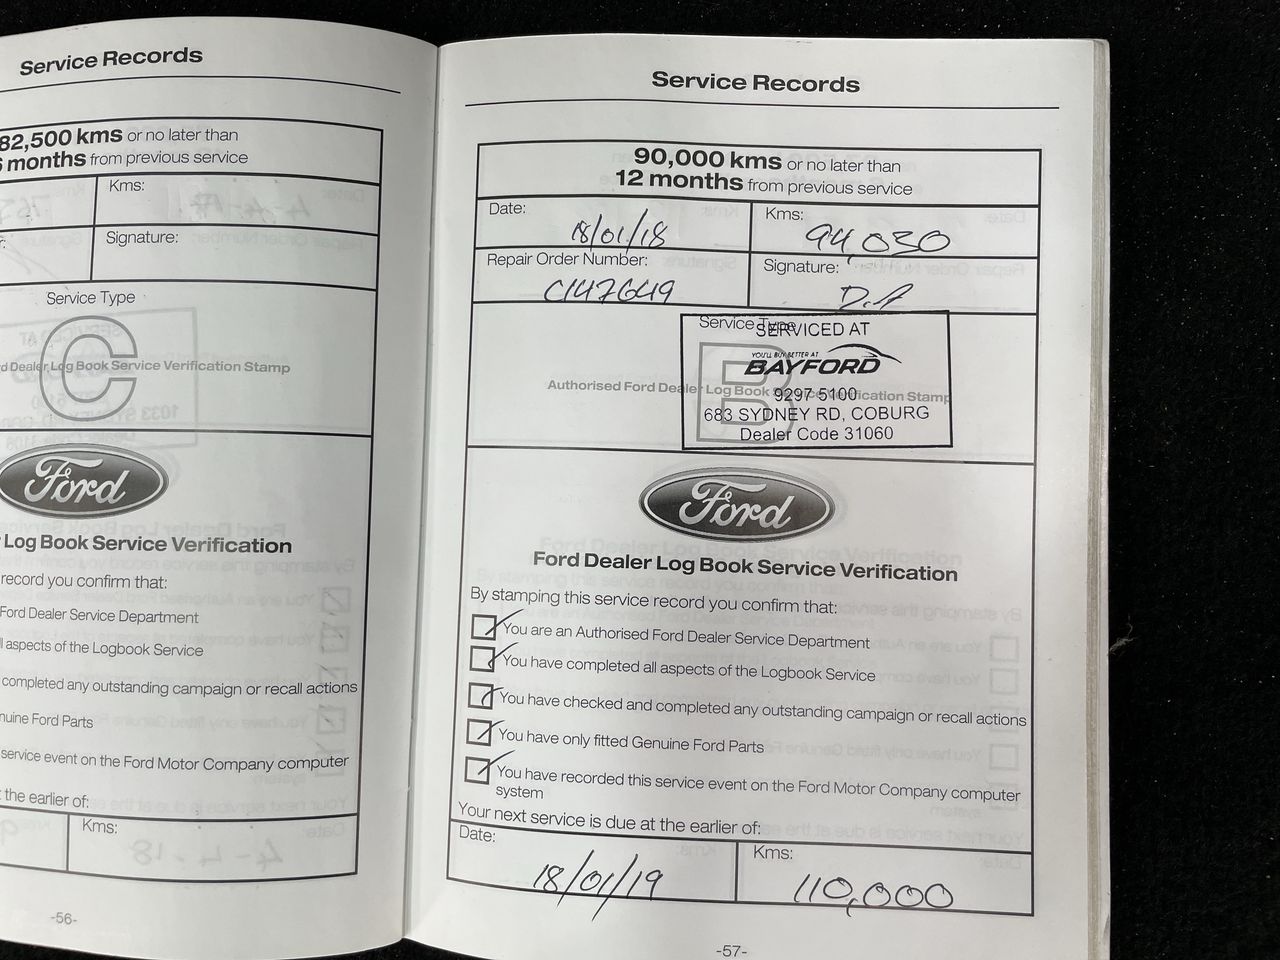 Service Records
82,500 kms or no later than
months from previous service
Kms:
Signature:
Service Type
C
Dealer Log Book Service Verification Stamp
Ford
Log Book Service Verification
record you confirm that:
Ford Dealer Service Department
aspects of the Logbook Service
completed any outstanding campaign or recall actions
Ford Parts
service event on the Ford Motor Company computer
the earlier of:
Kms:
-56-
Service Records
90,000 kms or no later than
12 months from previous service
Date:
18/01/18
Kms:
94,030
Repair Order Number:
C147649
Signature:
Service Type
B
Authorised Ford Dealer Log Book Service Verification Stamp
SERVICED AT
YOU'LL BUY BETTER AT
BAYFORD
9297 5100
683 SYDNEY RD, COBURG
Dealer Code 31060
Ford
Ford Dealer Log Book Service Verification
By stamping this service record you confirm that:
You are an Authorised Ford Dealer Service Department
You have completed all aspects of the Logbook Service
You have checked and completed any outstanding campaign or recall actions
You have only fitted Genuine Ford Parts
You have recorded this service event on the Ford Motor Company computer
system
Your next service is due at the earlier of:
Date:
18/01/19
Kms:
110,000
-57-